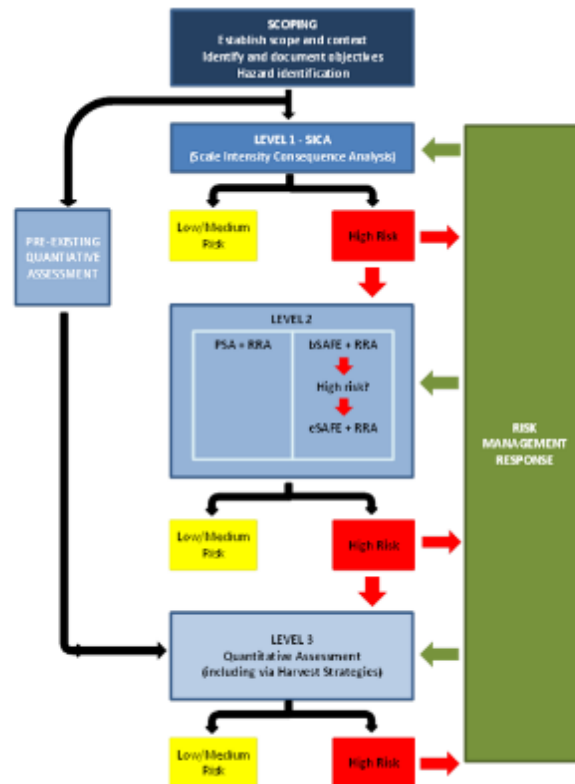 SCOPING
Establish scope and context
Identify and document objectives
Hazard identification
LEVEL 1 - SICA
(Scale Intensity Consequence Analysis)
Low/Medium
Risk
High Risk
PRE-EXISTING
QUANTIATIVE
ASSESSMENT
LEVEL 2
PSA + RRA
bSAFE + RRA
High risk?
eSAFE + RRA
RISK
MANAGEMENT
RESPONSE
Low/Medium
Risk
High Risk
LEVEL 3
Quantitative Assessment
(including via Harvest Strategies)
Low/Medium
Risk
High Risk